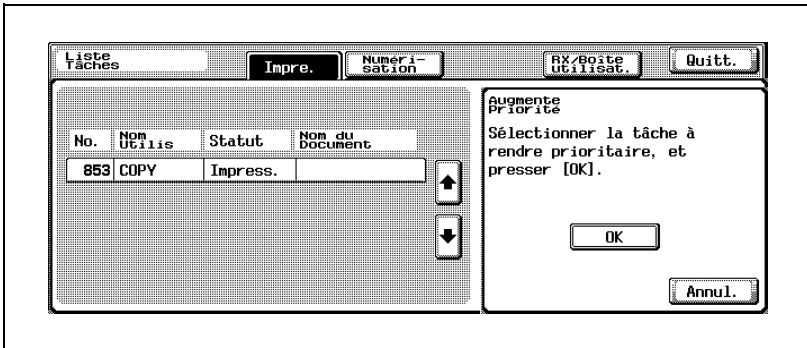 Liste
Tâches
Impre.
Numéri-
sation
RX/Boîte
utilisat.
Quitt.
No.
Nom
Utilis
Statut
Nom du
Document
853 COPY Impress.
Augmente
Priorité
Sélectionner la tâche à
rendre prioritaire, et
presser [OK].
OK
Annul.